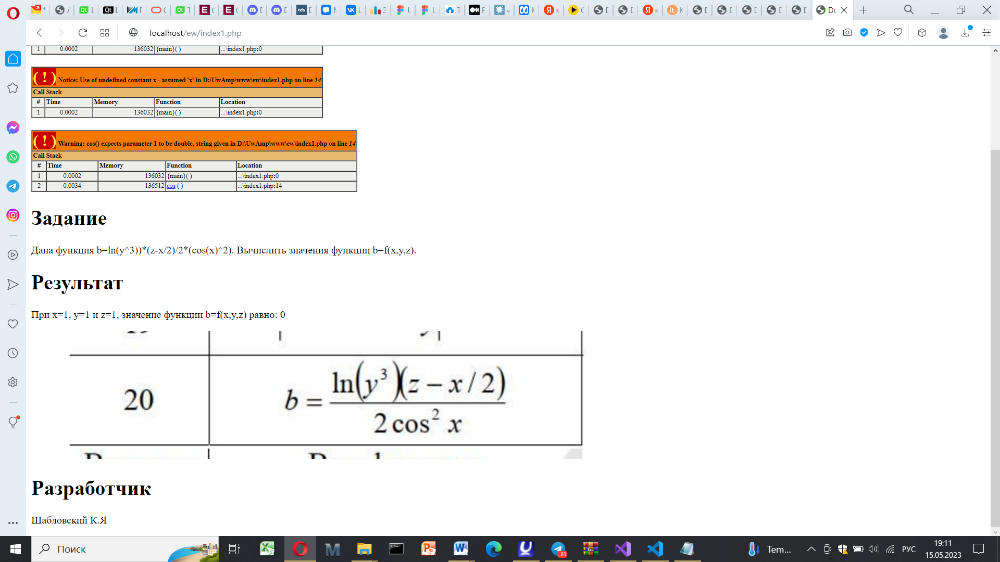 localhost/ew/index1.php
1 0.0002 136032 {main}( ) ...\index1.php:0
( ! ) Notice: Use of undefined constant x - assumed 'x' in D:\UwAmp\www\ew\index1.php on line 14
Call Stack
# Time Memory Function Location
1 0.0002 136032 {main}( ) ...\index1.php:0
( ! ) Warning: cos() expects parameter 1 to be double, string given in D:\UwAmp\www\ew\index1.php on line 14
Call Stack
# Time Memory Function Location
1 0.0002 136032 {main}( ) ...\index1.php:0
2 0.0034 136512 cos ( ) ...\index1.php:14
Задание
Дана функция b=ln(y^3))*(z-x/2)/2*(cos(x)^2). Вычислить значения функции b=f(x,y,z).
Результат
При x=1, y=1 и z=1, значение функции b=f(x,y,z) равно: 0
20 b = ln(y³)(z − x / 2)
2 cos² x
Разработчик
Шабловский К.Я
Поиск
Tem...
РУС
19:11
15.05.2023